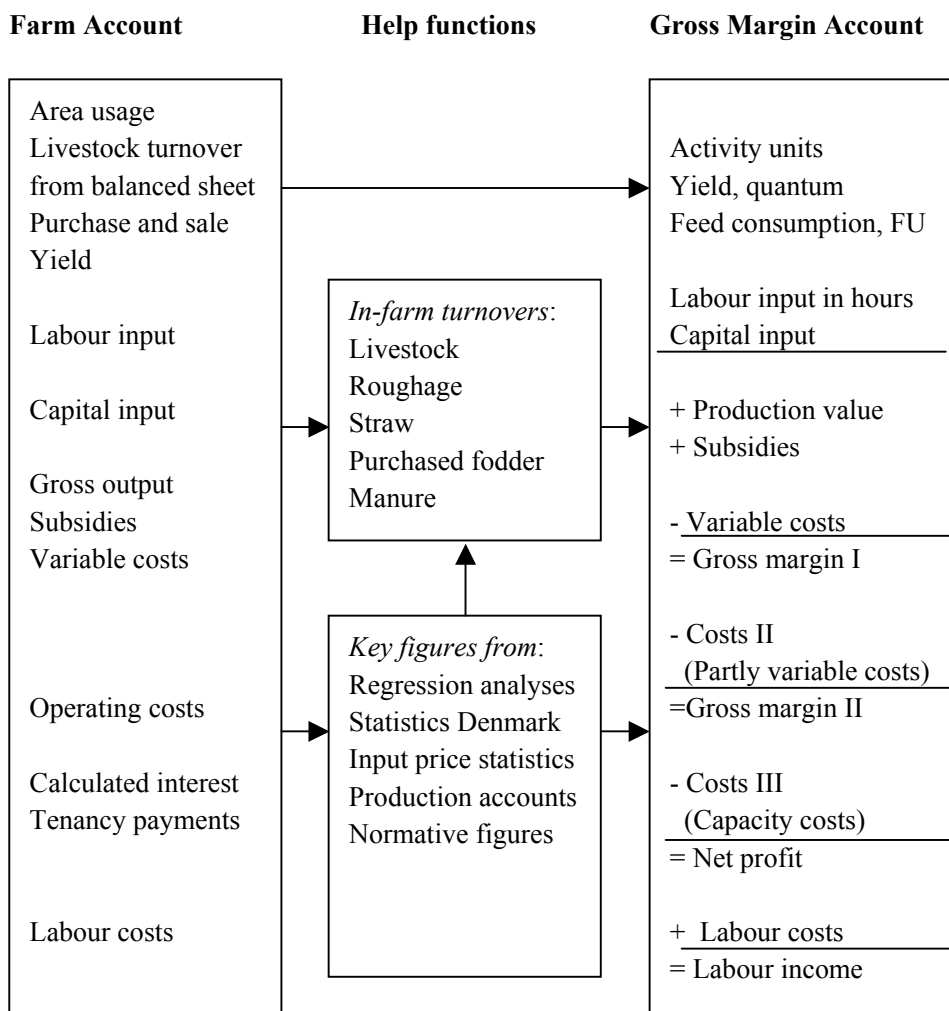 Farm Account
Help functions
Gross Margin Account
Area usage
Livestock turnover
from balanced sheet
Purchase and sale
Yield
Labour input
Capital input
Gross output
Subsidies
Variable costs
Operating costs
Calculated interest
Tenancy payments
Labour costs
In-farm turnovers:
Livestock
Roughage
Straw
Purchased fodder
Manure
Key figures from:
Regression analyses
Statistics Denmark
Input price statistics
Production accounts
Normative figures
Activity units
Yield, quantum
Feed consumption, FU
Labour input in hours
Capital input
+ Production value
+ Subsidies
- Variable costs
= Gross margin I
- Costs II
(Partly variable costs)
=Gross margin II
- Costs III
(Capacity costs)
= Net profit
+ Labour costs
= Labour income